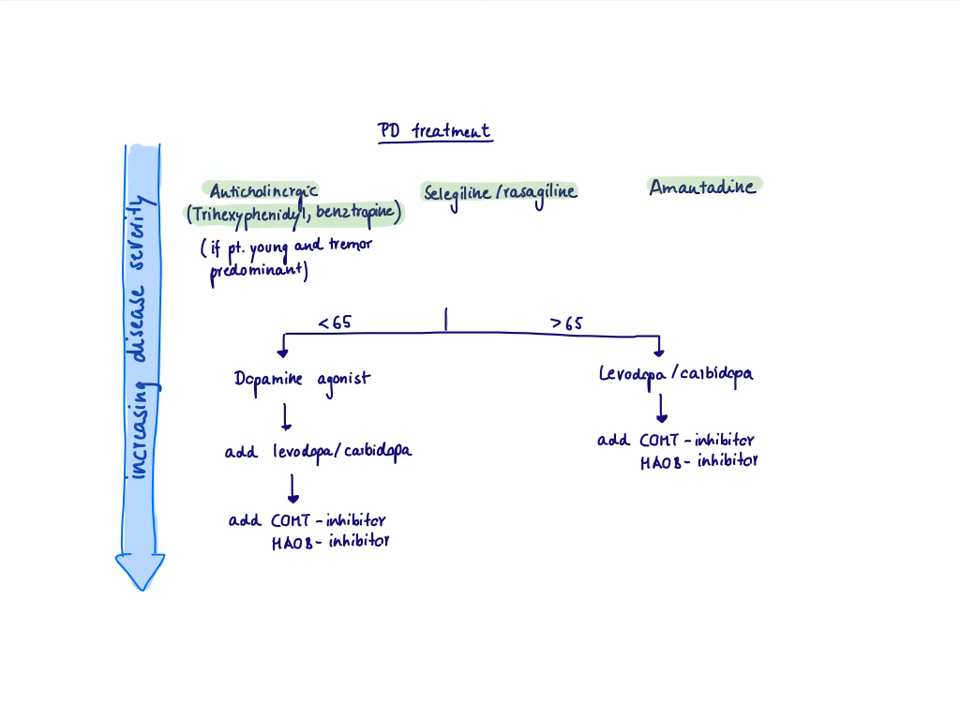 PD treatment
Anticholinergic
(Trihexyphenidyl, benztropine)
(if pt. young and tremor
predominant)
Selegiline/rasagiline
Amantadine
increasing disease severity
<65
>65
Dopamine agonist
add levodopa/carbidopa
add COMT-inhibitor
MAOB-inhibitor
Levodopa/carbidopa
add COMT-inhibitor
MAOB-inhibitor